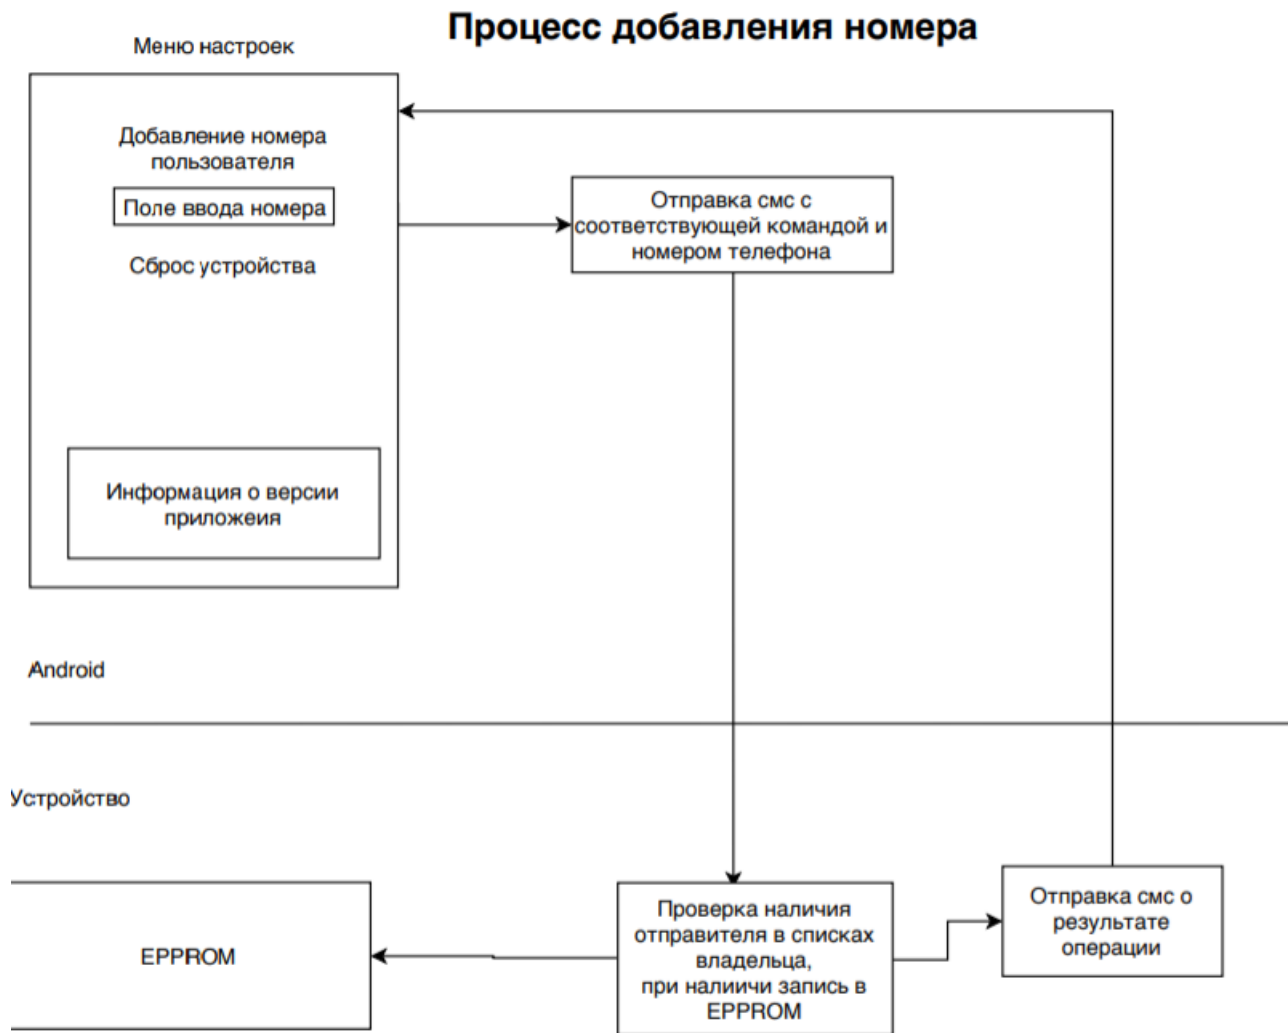 Процесс добавления номера
Меню настроек
Добавление номера
пользователя
Поле ввода номера
Сброс устройства
Информация о версии
приложеия
Отправка смс с
соответствующей командой и
номером телефона
Android
Устройство
EPPROM
Проверка наличия
отправителя в списках
владельца,
при налиичи запись в
EPPROM
Отправка смс о
результате
операции